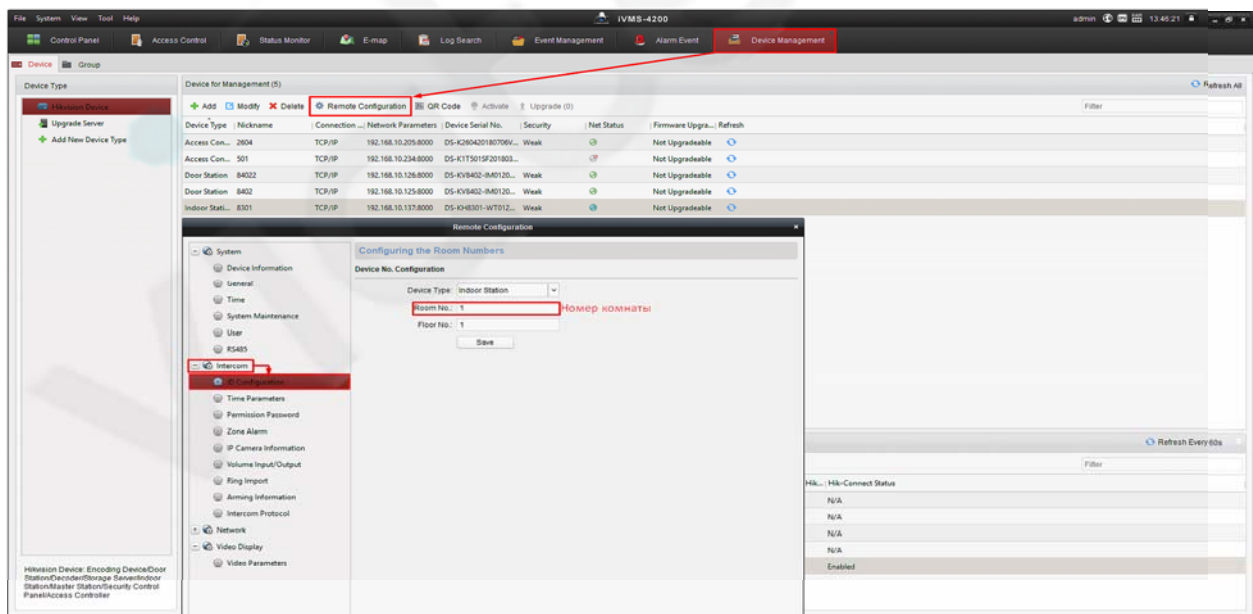 File System View Tool Help iVMS-4200 admin 13:46:21
Control Panel Access Control Status Monitor E-map Log Search Event Management Alarm Event Device Management
Device Group
Device Type Device for Management (5) Refresh All
Hikvision Device + Add Modify Delete Remote Configuration QR Code Activate Upgrade (0) Filter
Upgrade Server Device Type Nickname Connection ... Network Parameters Device Serial No. Security Net Status Firmware Upgra... Refresh
Add New Device Type Access Con... 2604 TCP/IP 192.168.10.205:8000 DS-K260420180706V... Weak Not Upgradeable
Access Con... 501 TCP/IP 192.168.10.234:8000 DS-K1T501SF201803... Not Upgradeable
Door Station 84022 TCP/IP 192.168.10.126:8000 DS-KV8402-IM0120... Weak Not Upgradeable
Door Station 8402 TCP/IP 192.168.10.125:8000 DS-KV8402-IM0120... Weak Not Upgradeable
Indoor Stati... 8301 TCP/IP 192.168.10.137:8000 DS-KH8301-WT012... Weak Not Upgradeable
Remote Configuration
System Configuring the Room Numbers
Device Information Device No. Configuration
General Device Type: Indoor Station
Time Room No.: 1 Номер комнаты
System Maintenance Floor No.: 1
User Save
RS485
Intercom
ID Configuration
Time Parameters
Permission Password
Zone Alarm
IP Camera Information Refresh Every 60s
Volume Input/Output Filter
Ring Import Hik... Hik-Connect Status
Arming Information N/A
Intercom Protocol N/A
Network N/A
Video Display N/A
Video Parameters Enabled
Hikvision Device: Encoding Device/Door
Station/Decoder/Storage Server/Indoor
Station/Master Station/Security Control
Panel/Access Controller